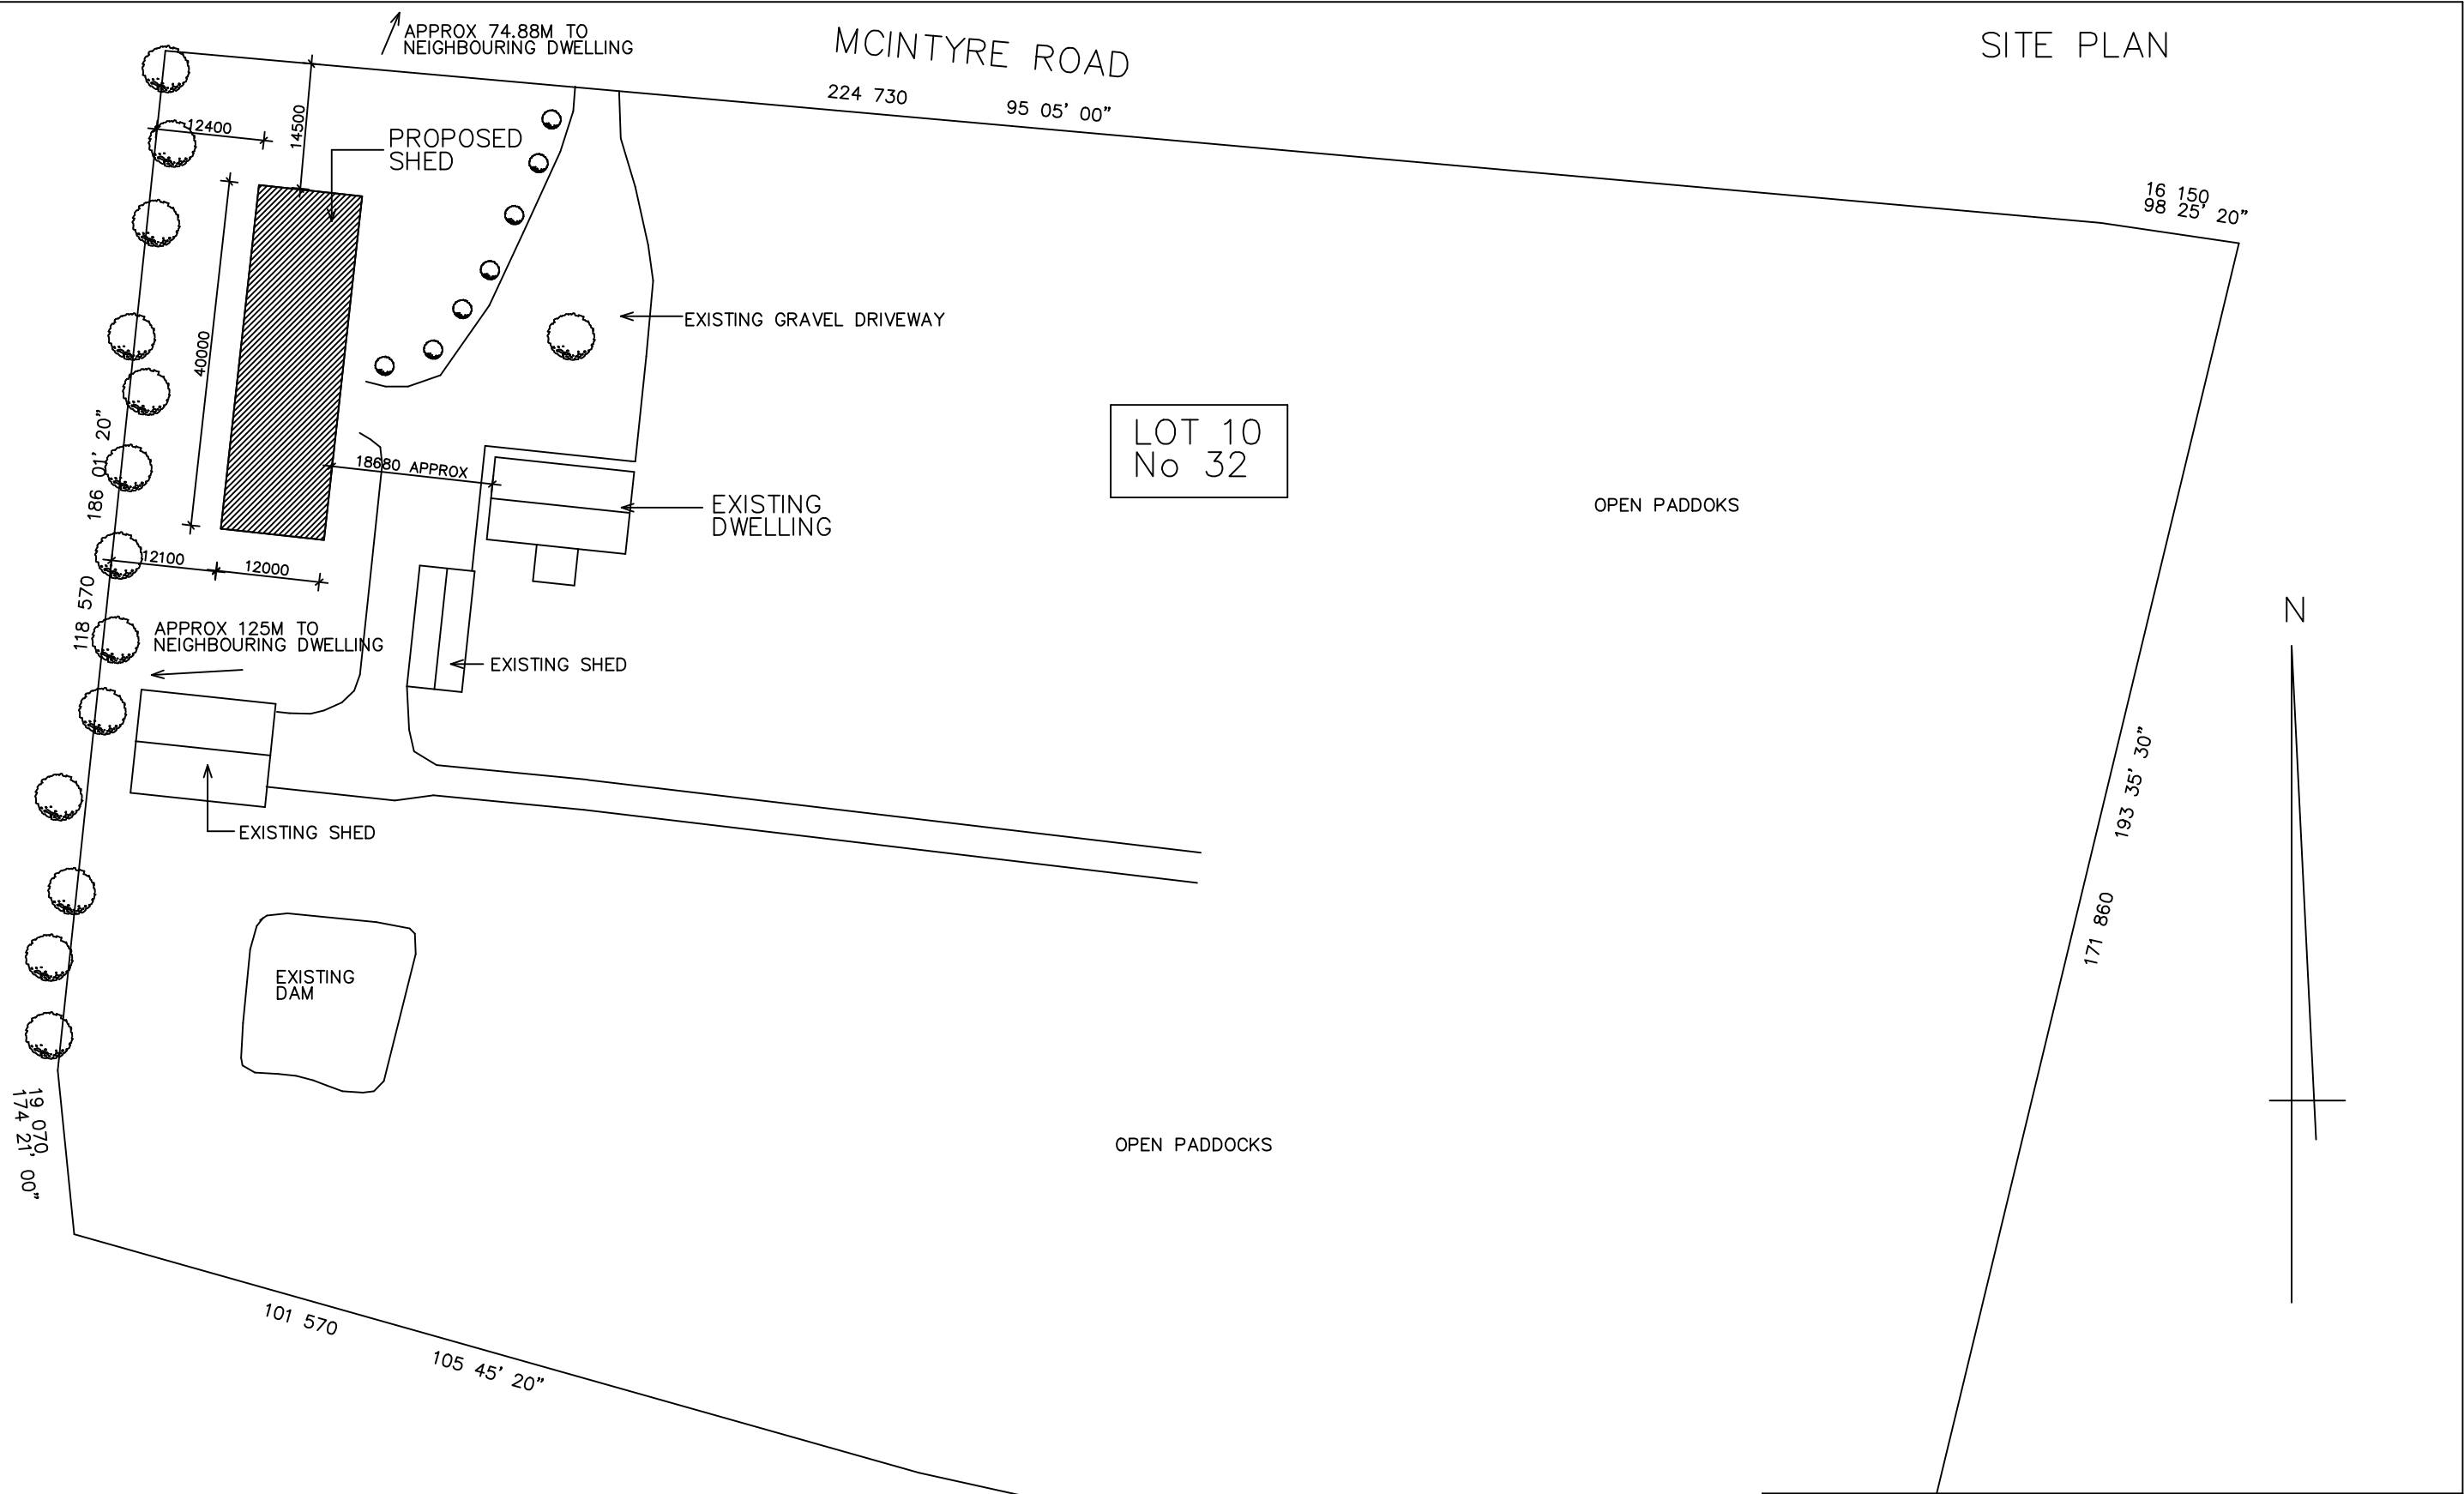 APPROX 74.88M TO
NEIGHBOURING DWELLING
MCINTYRE ROAD
SITE PLAN
224 730
95 05' 00"
12400
14500
PROPOSED
SHED
16 150
98 25' 20"
EXISTING GRAVEL DRIVEWAY
40000
LOT 10
No 32
186 01' 20"
18680 APPROX
EXISTING
DWELLING
OPEN PADDOKS
12100
12000
118 570
N
APPROX 125M TO
NEIGHBOURING DWELLING
EXISTING SHED
193 35' 30"
EXISTING SHED
171 860
EXISTING
DAM
19 070
174 21' 00"
OPEN PADDOCKS
101 570
105 45' 20"